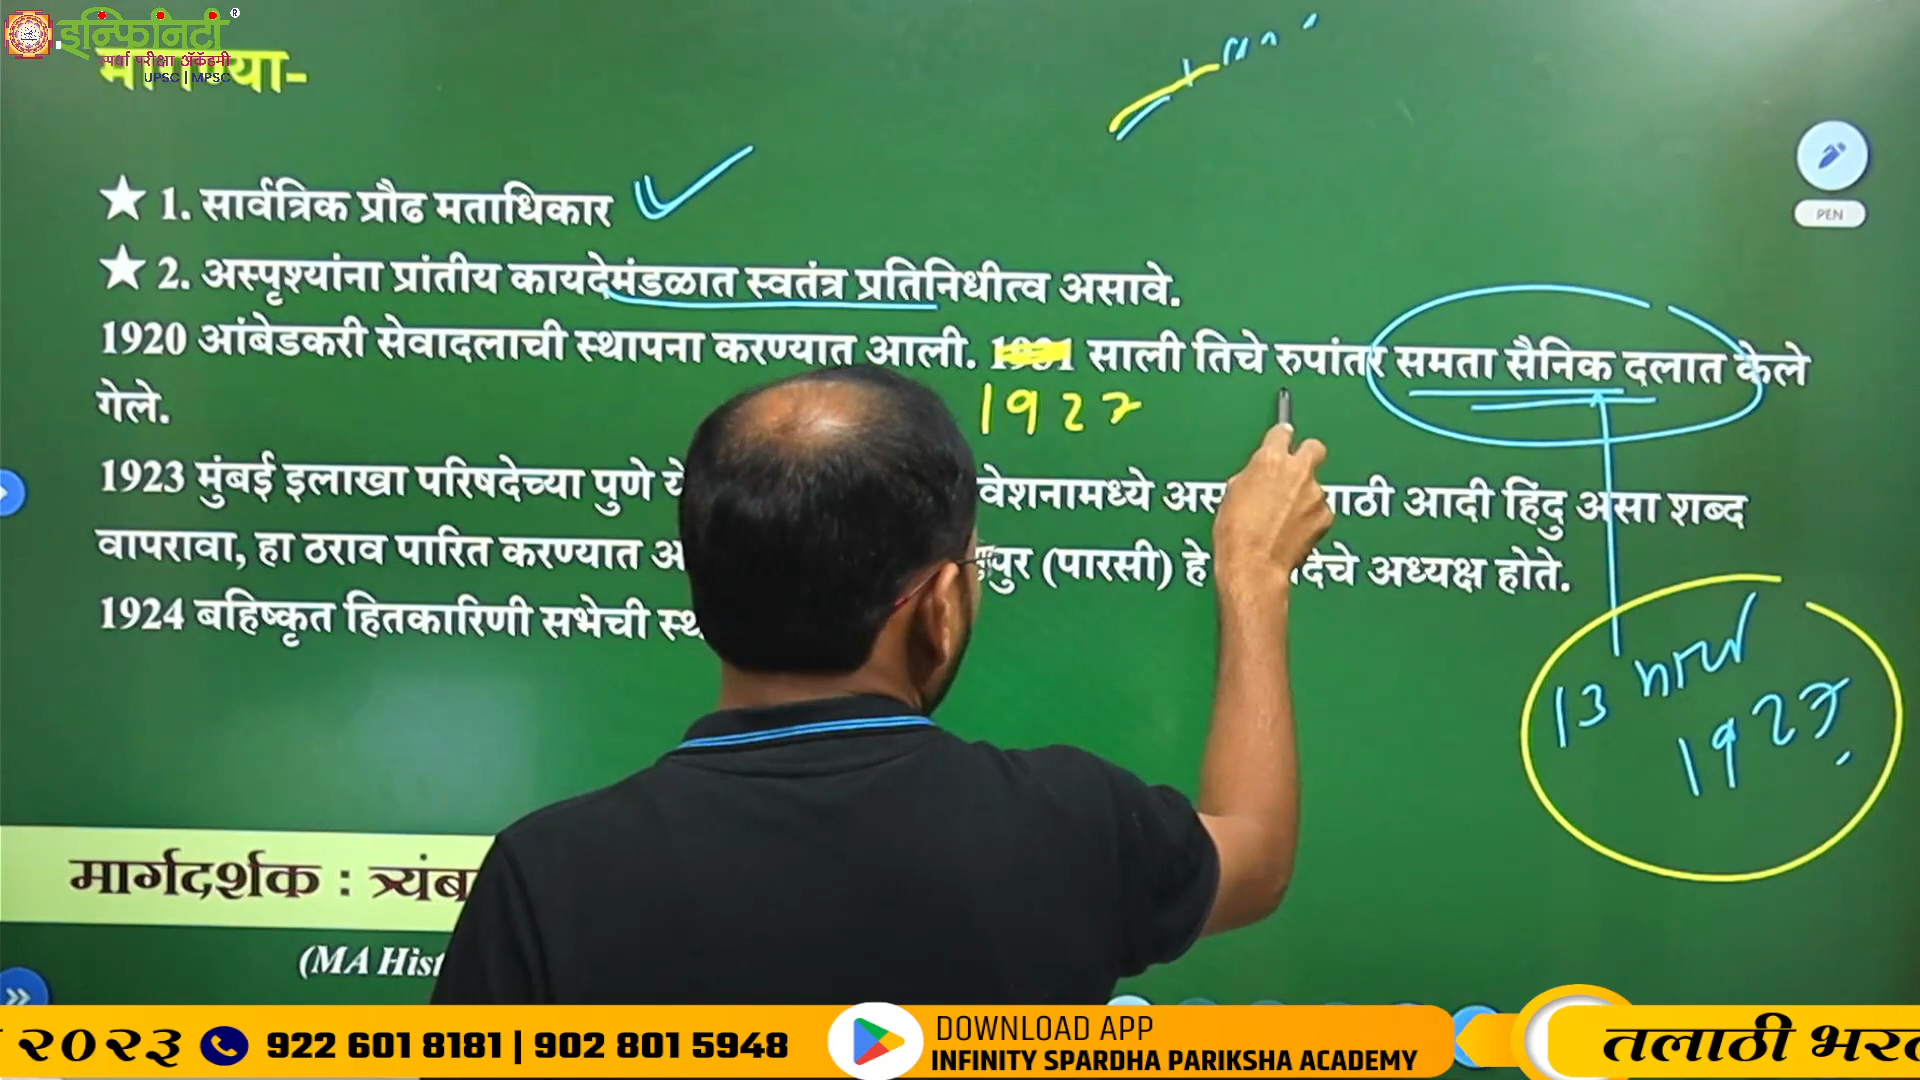 इन्फिनिटी
स्पर्धा परीक्षा ॲकॅडमी
UPSC | MPSC
मागण्या-
★ 1. सार्वत्रिक प्रौढ मताधिकार
★ 2. अस्पृश्यांना प्रांतीय कायदेमंडळात स्वतंत्र प्रतिनिधीत्व असावे.
1920 आंबेडकरी सेवादलाची स्थापना करण्यात आली. 1931 साली तिचे रुपांतर समता सैनिक दलात केले
गेले.
1927
1923 मुंबई इलाखा परिषदेच्या पुणे
वेशनामध्ये
आदी हिंदु असा शब्द
वापरावा, हा ठराव पारित करण्यात
पुर (पारसी) हे
अध्यक्ष होते.
1924 बहिष्कृत हितकारिणी सभेची
13 मार्च
1927
PEN
मार्गदर्शक :
(MA Hist
२०२३
922 601 8181 | 902 801 5948
DOWNLOAD APP
INFINITY SPARDHA PARIKSHA ACADEMY
तलाठी